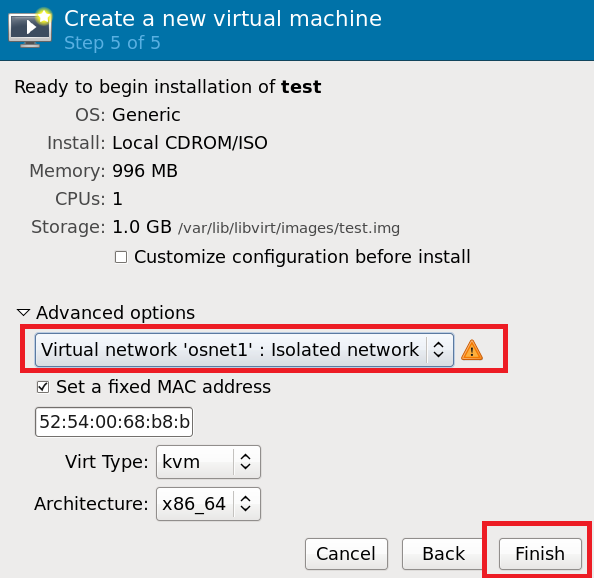 Create a new virtual machine
Step 5 of 5
Ready to begin installation of test
OS: Generic
Install: Local CDROM/ISO
Memory: 996 MB
CPUs: 1
Storage: 1.0 GB /var/lib/libvirt/images/test.img
Customize configuration before install
Advanced options
Virtual network 'osnet1' : Isolated network
Set a fixed MAC address
52:54:00:68:b8:b
Virt Type: kvm
Architecture: x86_64
Cancel Back Finish